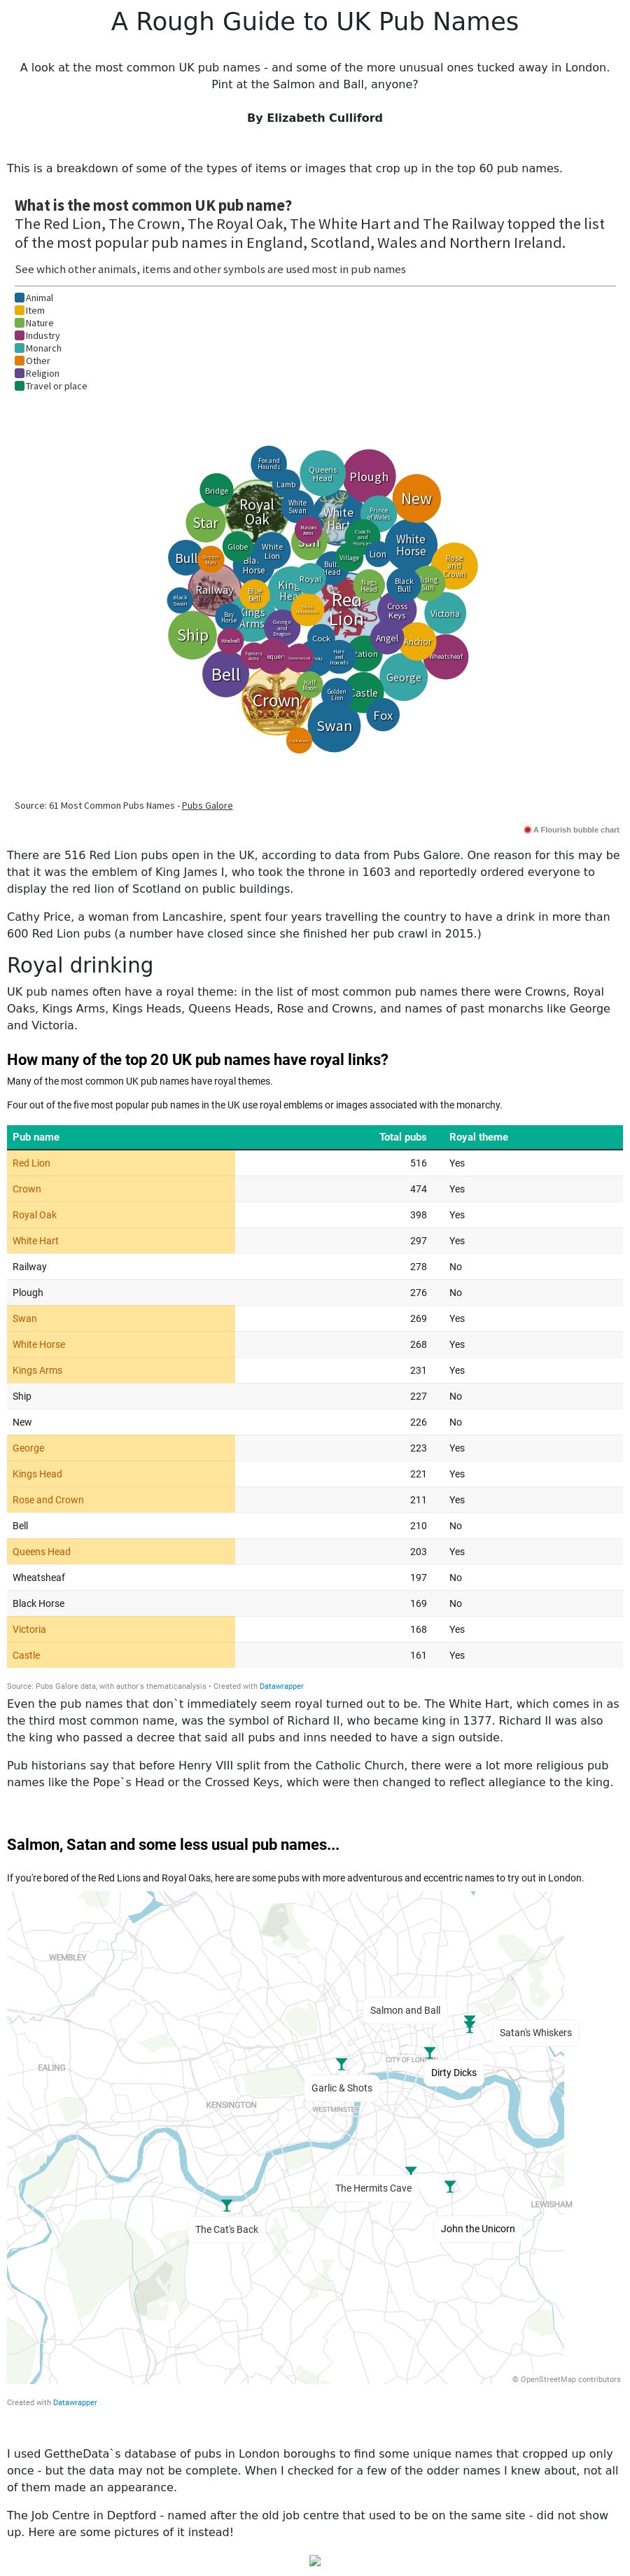 A Rough Guide to UK Pub Names
A look at the most common UK pub names - and some of the more unusual ones tucked away in London.
Pint at the Salmon and Ball, anyone?
By Elizabeth Culliford
This is a breakdown of some of the types of items or images that crop up in the top 60 pub names.
What is the most common UK pub name?
The Red Lion, The Crown, The Royal Oak, The White Hart and The Railway topped the list
of the most popular pub names in England, Scotland, Wales and Northern Ireland.
See which other animals, items and other symbols are used most in pub names
Animal
Item
Nature
Industry
Monarch
Other
Religion
Travel or place
Fox and
Hounds
Queens
Head
Plough
Lamb
Bridge
New
Royal
Oak
White
Swan
White
Hart
Prince
of Wales
Star
Masons
Arms
Coach
and
Horses
Sun
Globe
White
Lion
White
Horse
Bull
Green
Man
Black
Horse
Village
Lion
Rose
and
Crown
Bulls
Head
Railway
Blue
Bell
Kings
Head
Royal
Nags
Head
Black
Bull
Rising
Sun
Black
Swan
Red
Lion
Cross
Keys
Bay
Horse
Kings
Arms
Victoria
George
and
Dragon
Ship
Windmill
Cock
Angel
Anchor
Farmers
Arms
Commercial
Hare
and
Hounds
tation
Wheatsheaf
Bell
Half
Moon
George
Crown
Golden
Lion
Castle
Swan
Fox
Source: 61 Most Common Pubs Names - Pubs Galore
A Flourish bubble chart
There are 516 Red Lion pubs open in the UK, according to data from Pubs Galore. One reason for this may be
that it was the emblem of King James I, who took the throne in 1603 and reportedly ordered everyone to
display the red lion of Scotland on public buildings.
Cathy Price, a woman from Lancashire, spent four years travelling the country to have a drink in more than
600 Red Lion pubs (a number have closed since she finished her pub crawl in 2015.)
Royal drinking
UK pub names often have a royal theme: in the list of most common pub names there were Crowns, Royal
Oaks, Kings Arms, Kings Heads, Queens Heads, Rose and Crowns, and names of past monarchs like George
and Victoria.
How many of the top 20 UK pub names have royal links?
Many of the most common UK pub names have royal themes.
Four out of the five most popular pub names in the UK use royal emblems or images associated with the monarchy.
Pub name Total pubs Royal theme
Red Lion 516 Yes
Crown 474 Yes
Royal Oak 398 Yes
White Hart 297 Yes
Railway 278 No
Plough 276 No
Swan 269 Yes
White Horse 268 Yes
Kings Arms 231 Yes
Ship 227 No
New 226 No
George 223 Yes
Kings Head 221 Yes
Rose and Crown 211 Yes
Bell 210 No
Queens Head 203 Yes
Wheatsheaf 197 No
Black Horse 169 No
Victoria 168 Yes
Castle 161 Yes
Source: Pubs Galore data, with author's thematicanalysis • Created with Datawrapper
Even the pub names that don`t immediately seem royal turned out to be. The White Hart, which comes in as
the third most common name, was the symbol of Richard II, who became king in 1377. Richard II was also
the king who passed a decree that said all pubs and inns needed to have a sign outside.
Pub historians say that before Henry VIII split from the Catholic Church, there were a lot more religious pub
names like the Pope`s Head or the Crossed Keys, which were then changed to reflect allegiance to the king.
Salmon, Satan and some less usual pub names...
If you're bored of the Red Lions and Royal Oaks, here are some pubs with more adventurous and eccentric names to try out in London.
WEMBLEY
Salmon and Ball
Satan's Whiskers
CITY OF LONDON
EALING
Dirty Dicks
Garlic & Shots
KENSINGTON
WESTMINSTER
The Hermits Cave
LEWISHAM
The Cat's Back
John the Unicorn
© OpenStreetMap contributors
Created with Datawrapper
I used GettheData`s database of pubs in London boroughs to find some unique names that cropped up only
once - but the data may not be complete. When I checked for a few of the odder names I knew about, not all
of them made an appearance.
The Job Centre in Deptford - named after the old job centre that used to be on the same site - did not show
up. Here are some pictures of it instead!